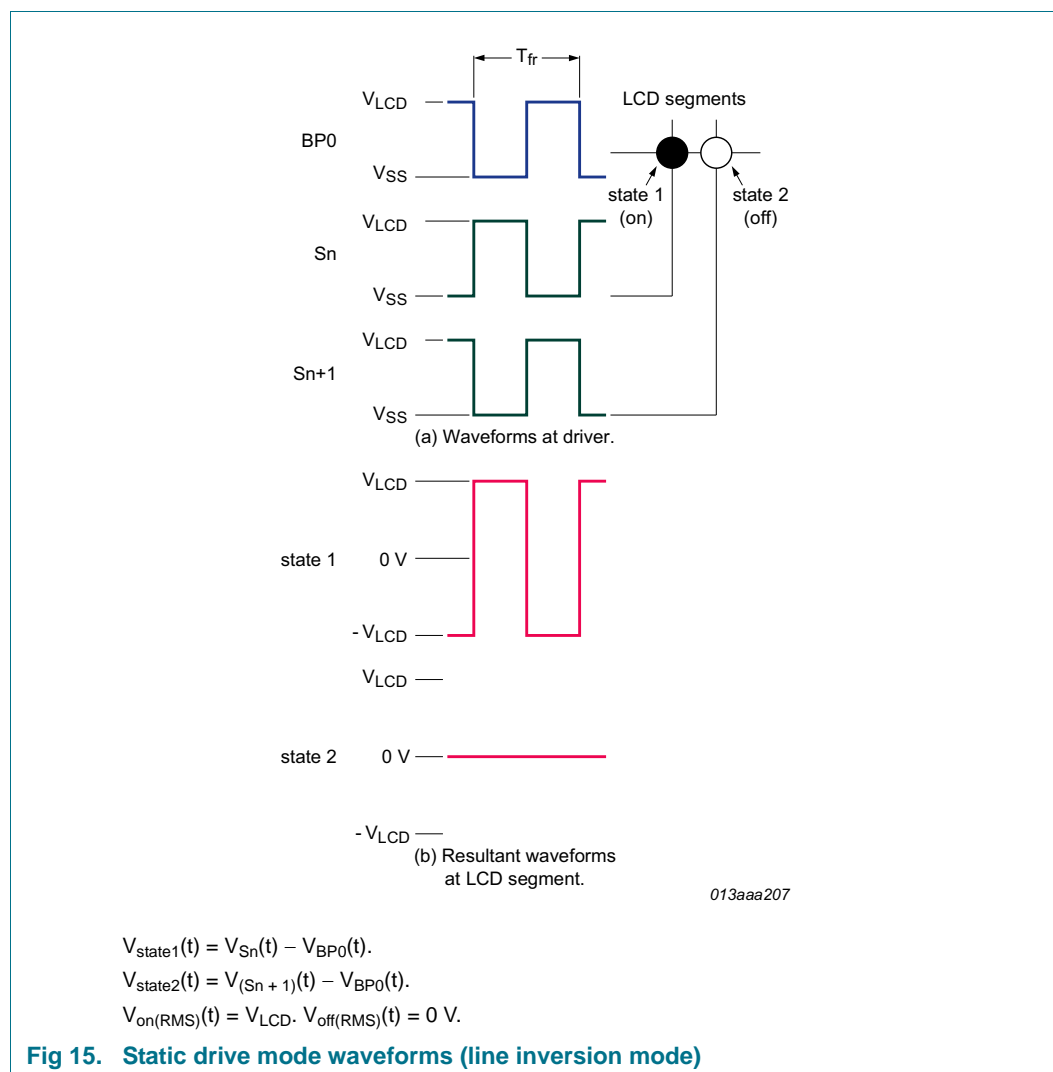 Tfr
VLCD
BP0
VSS
LCD segments
state 1
(on)
state 2
(off)
VLCD
Sn
VSS
VLCD
Sn+1
VSS
(a) Waveforms at driver.
VLCD
state 1
0 V
- VLCD
VLCD
state 2
0 V
- VLCD
(b) Resultant waveforms
at LCD segment.
013aaa207
Vstate1(t) = VSn(t) − VBP0(t).
Vstate2(t) = V(Sn + 1)(t) − VBP0(t).
Von(RMS)(t) = VLCD. Voff(RMS)(t) = 0 V.
Fig 15. Static drive mode waveforms (line inversion mode)